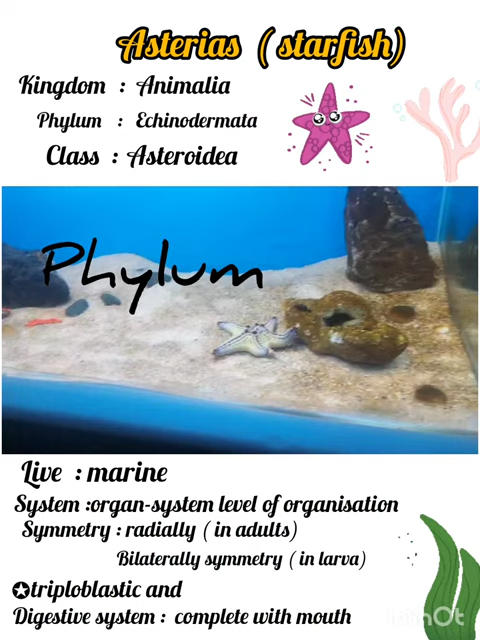 Asterias ( starfish)
Kingdom : Animalia
Phylum : Echinodermata
Class : Asteroidea
Phylum
Live : marine
System :organ-system level of organisation
Symmetry : radially ( in adults)
Bilaterally symmetry ( in larva)
✪triploblastic and
Digestive system : complete with mouth